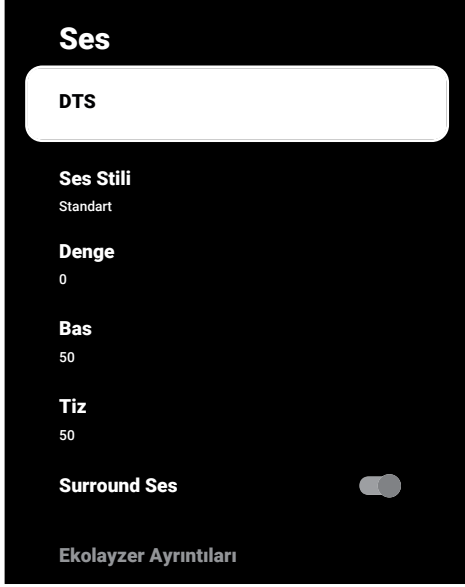 Ses
DTS
Ses Stili
Standart
Denge
0
Bas
50
Tiz
50
Surround Ses
Ekolayzer Ayrıntıları